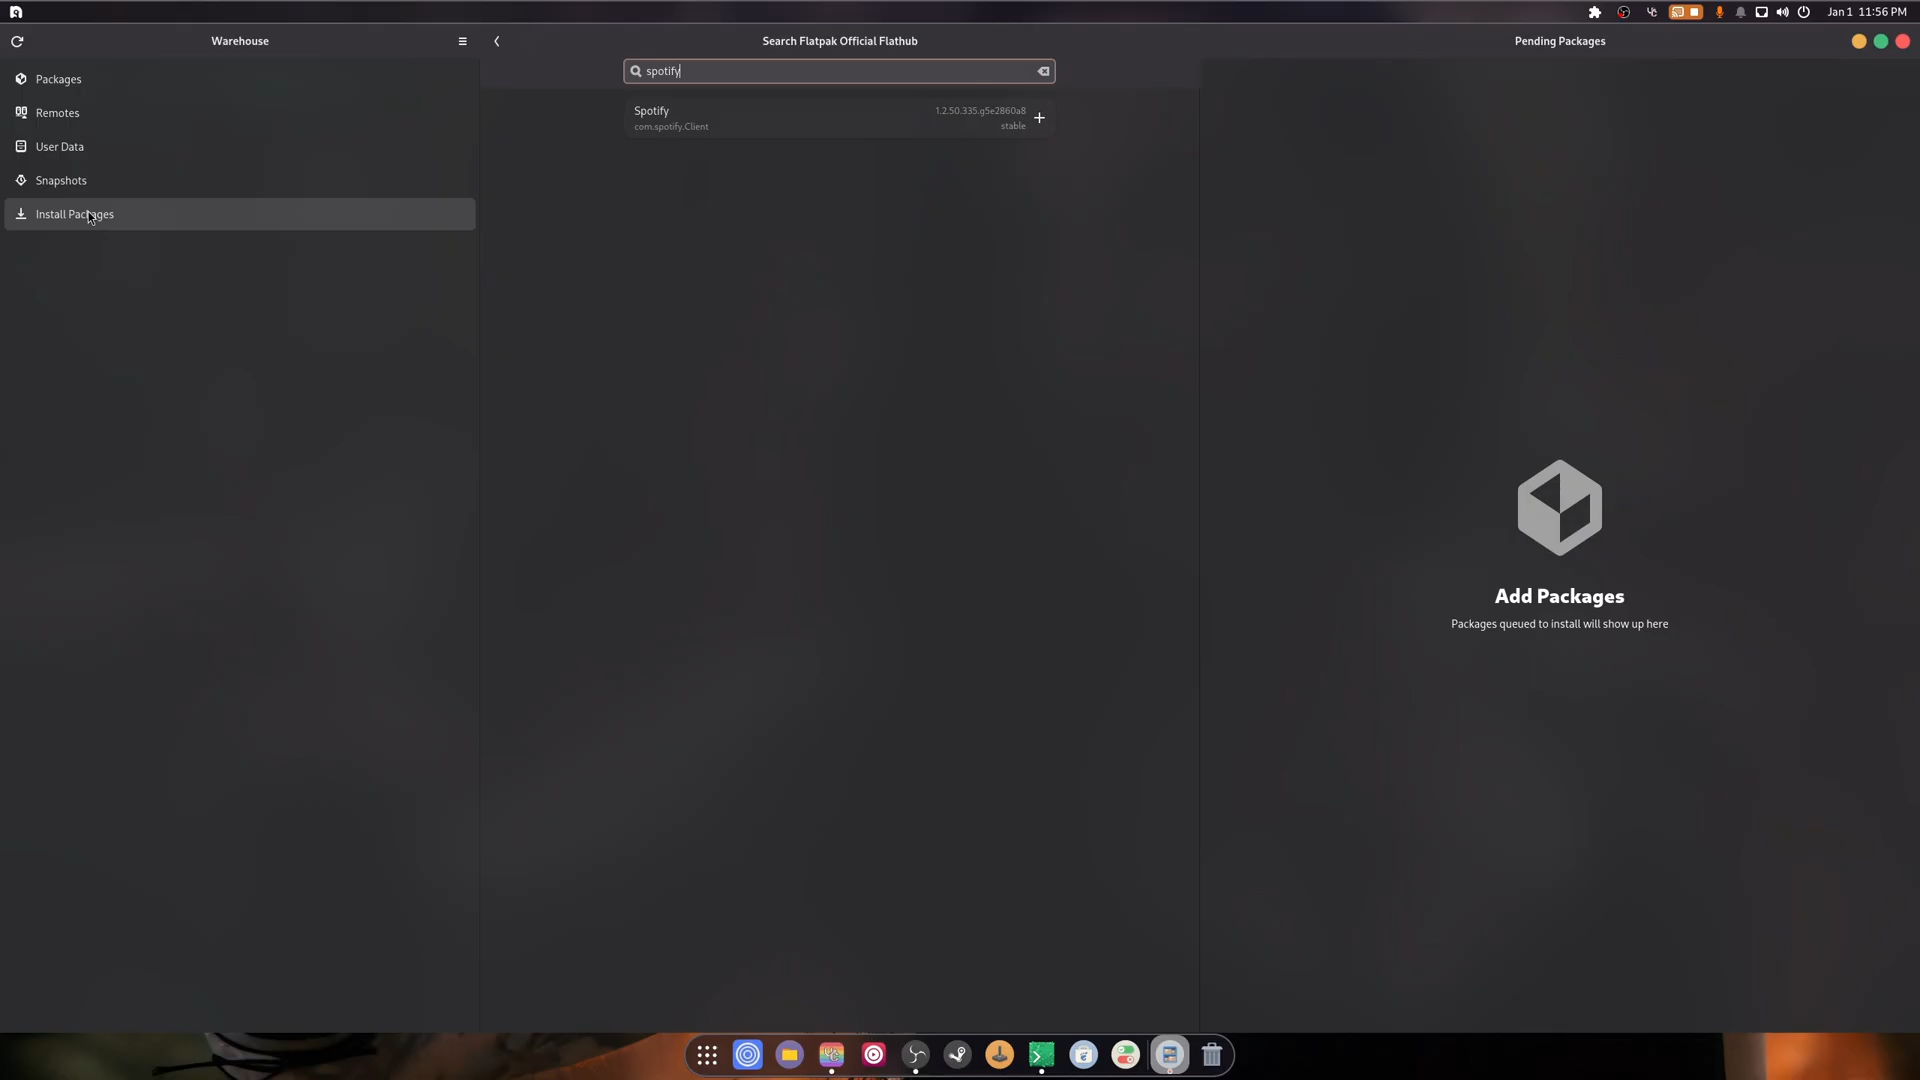 Jan 1 11:56 PM
Warehouse
Search Flatpak Official Flathub
Pending Packages
Packages
Remotes
User Data
Snapshots
Install Packages
spotify
Spotify
com.spotify.Client
1.2.50.335.g5e2860a8
stable
Add Packages
Packages queued to install will show up here